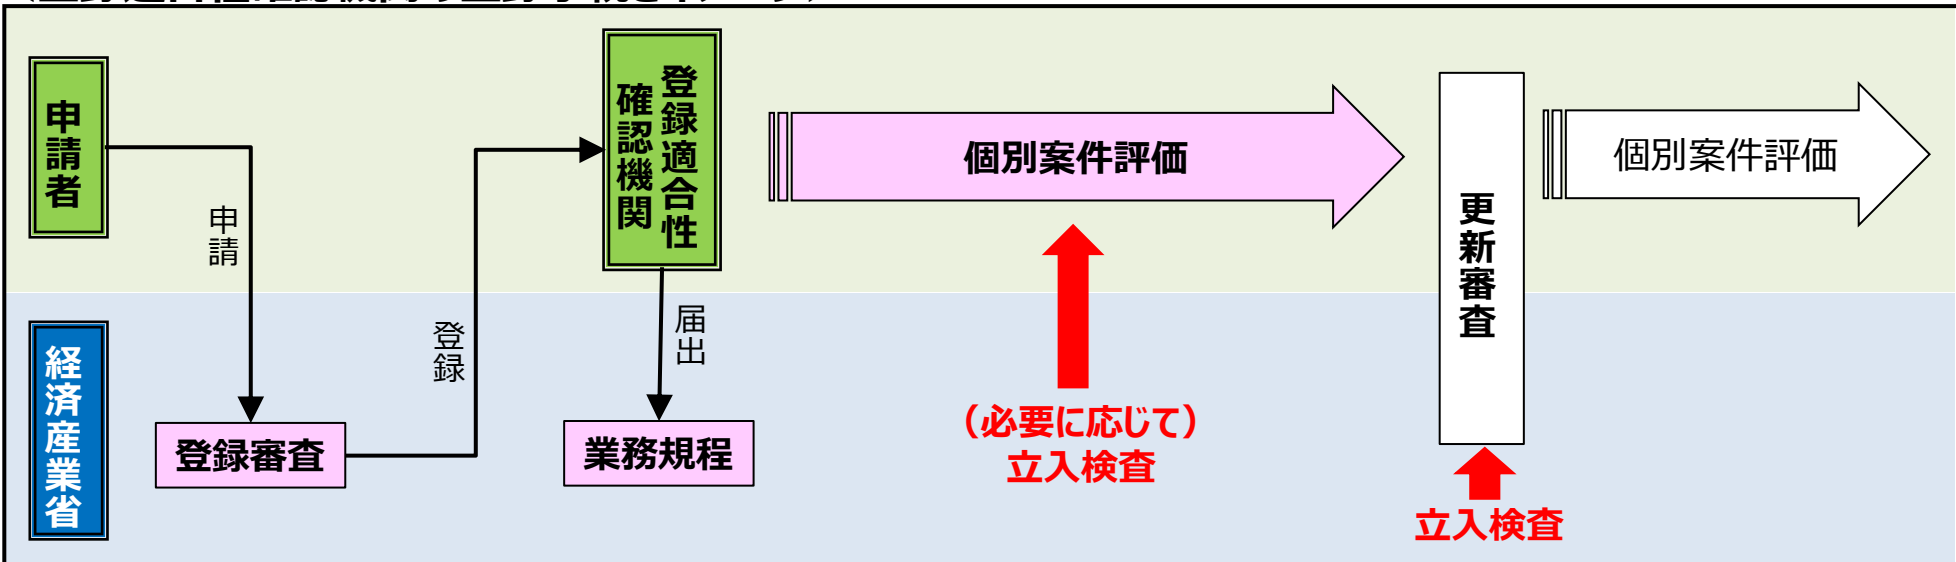 申請者
申請
登録適合性
確認機関
個別案件評価
更新審査
個別案件評価
経済産業省
登録審査
登録
届出
業務規程
（必要に応じて）
立入検査
立入検査